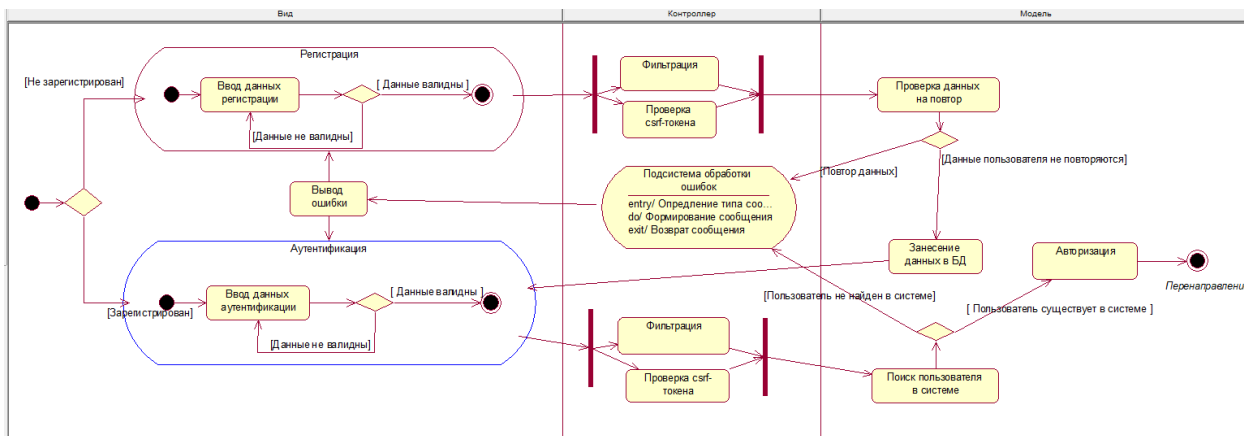 Вид
Контроллер
Модель
Регистрация
[Не зарегистрирован]
Ввод данных
регистрации
[ Данные валидны ]
[Данные не валидны]
Фильтрация
Проверка
csrf-токена
Проверка данных
на повтор
[Данные пользователя не повторяются]
[Повтор данных]
Подсистема обработки
ошибок
entry/ Опредление типа соо...
do/ Формирование сообщения
exit/ Возврат сообщения
Вывод
ошибки
Аутентификация
Занесение
данных в БД
Авторизация
Перенаправлени
Ввод данных
аутентификации
[ Данные валидны ]
[Зарегистрирован]
[Данные не валидны]
[Пользователь не найден в системе]
[ Пользователь существует в системе ]
Фильтрация
Проверка csrf-
токена
Поиск пользователя
в системе